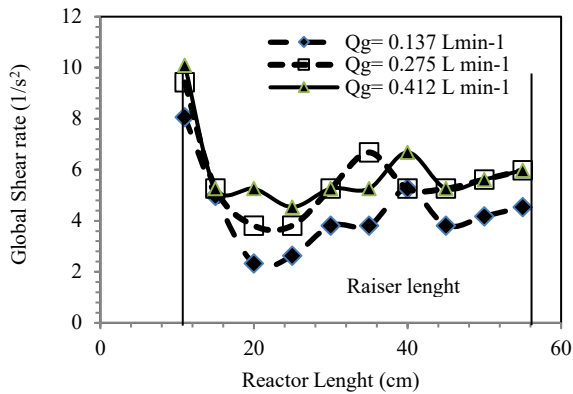 12
10
8
6
4
2
0
Global Shear rate (1/s²)
Qg= 0.137 Lmin-1
Qg= 0.275 L min-1
Qg= 0.412 L min-1
Raiser lenght
0 20 40 60
Reactor Lenght (cm)